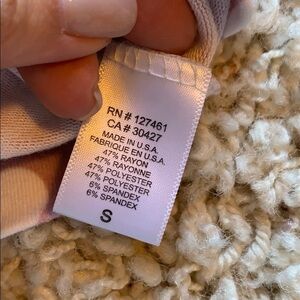 RN # 127461
CA # 30427
MADE IN U.S.A.
FABRIQUE EN U.S.A.
47% RAYON
47% RAYONNE
47% POLYESTER
47% POLYESTER
6% SPANDEX
6% SPANDEX
S